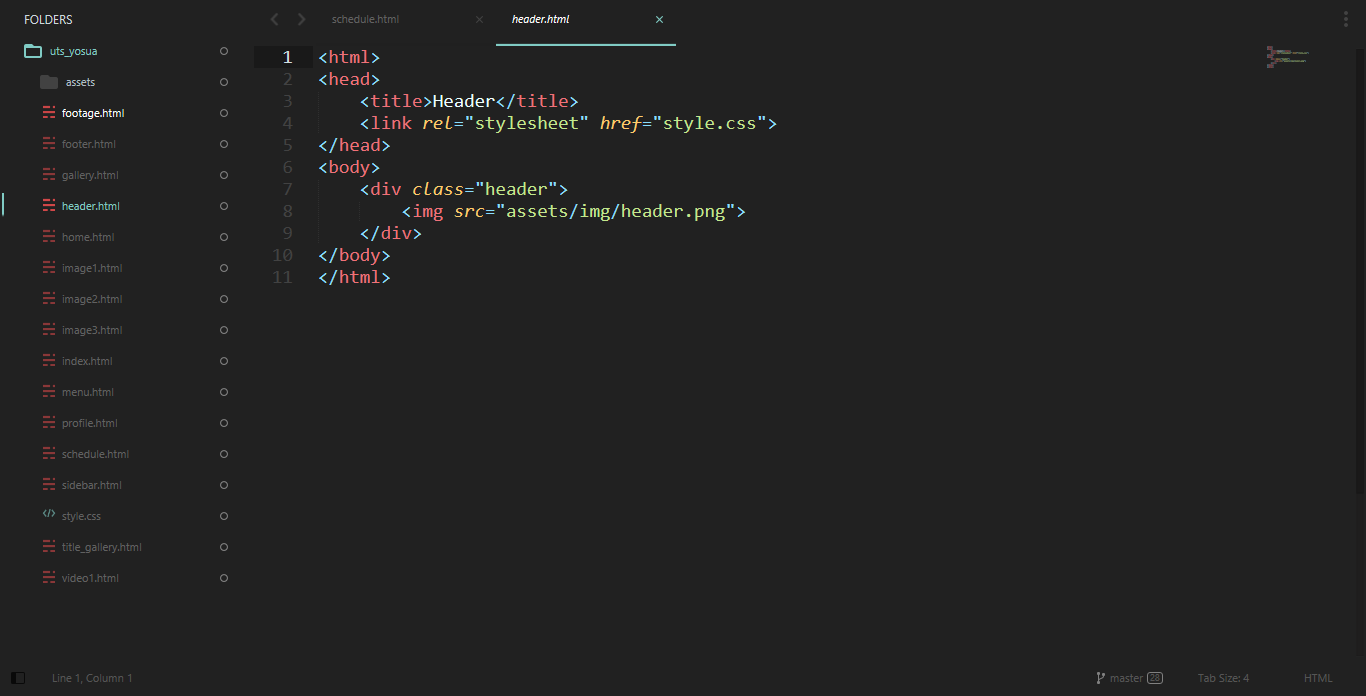 FOLDERS
uts_yosua
assets
footage.html
footer.html
gallery.html
header.html
home.html
image1.html
image2.html
image3.html
index.html
menu.html
profile.html
schedule.html
sidebar.html
style.css
title_gallery.html
video1.html
schedule.html
header.html
1 <html>
2 <head>
3 <title>Header</title>
4 <link rel="stylesheet" href="style.css">
5 </head>
6 <body>
7 <div class="header">
8 <img src="assets/img/header.png">
9 </div>
10 </body>
11 </html>
Line 1, Column 1
master 28
Tab Size: 4
HTML